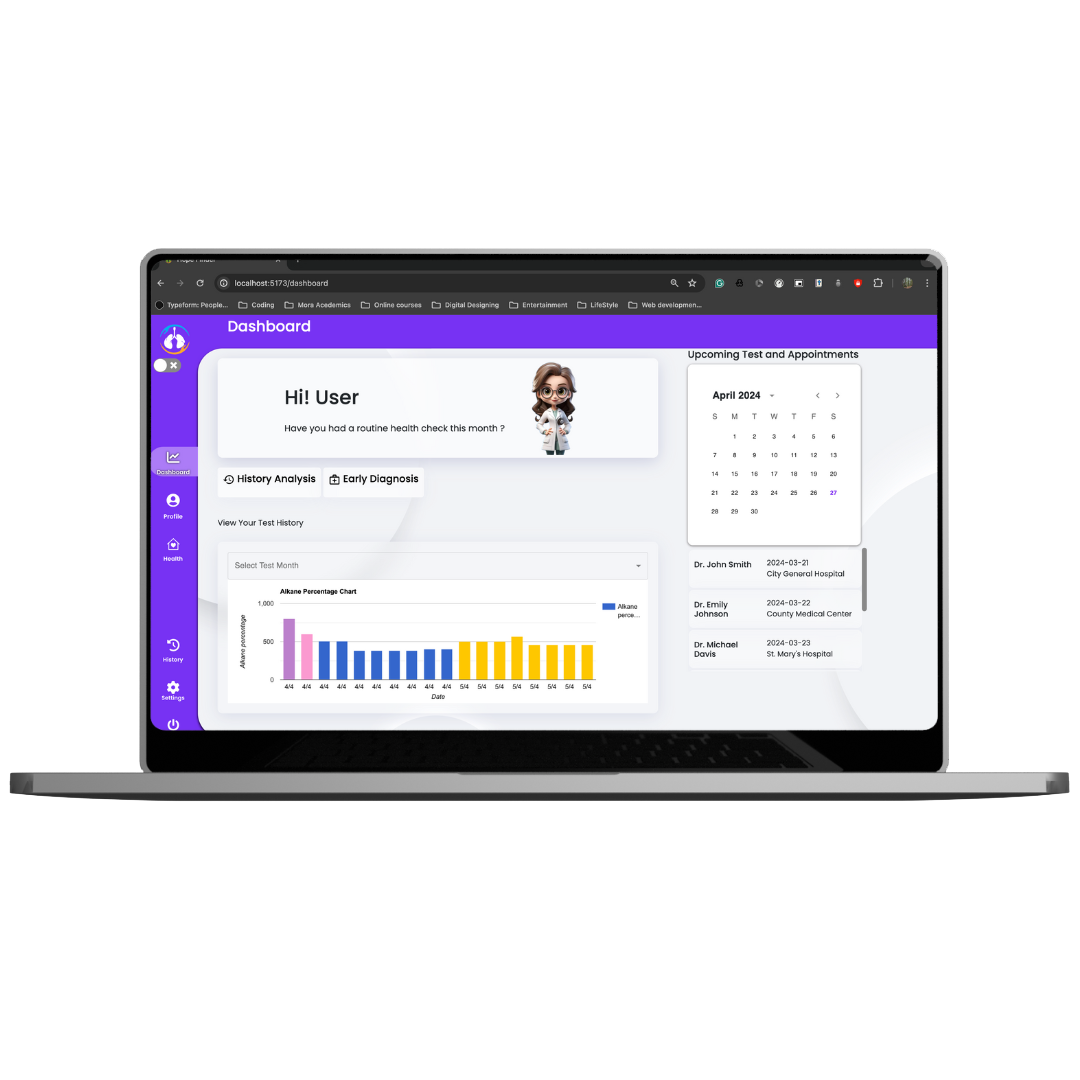 localhost:5173/dashboard
Typeform: People... Coding Mora Acedemics Online courses Digital Designing Entertainment LifeStyle Web developmen...
Dashboard
Hi! User
Have you had a routine health check this month ?
History Analysis Early Diagnosis
View Your Test History
Select Test Month
Alkane Percentage Chart
Alkane percentage
1,000
500
0
Alkane
perce...
4/4 4/4 4/4 4/4 4/4 4/4 4/4 4/4 4/4 4/4 5/4 5/4 5/4 5/4 5/4 5/4 5/4 5/4
Date
Dashboard
Profile
Health
History
Settings
Upcoming Test and Appointments
April 2024
S M T W T F S
1 2 3 4 5 6
7 8 9 10 11 12 13
14 15 16 17 18 19 20
21 22 23 24 25 26 27
28 29 30
Dr. John Smith
2024-03-21
City General Hospital
Dr. Emily
Johnson
2024-03-22
County Medical Center
Dr. Michael
Davis
2024-03-23
St. Mary's Hospital